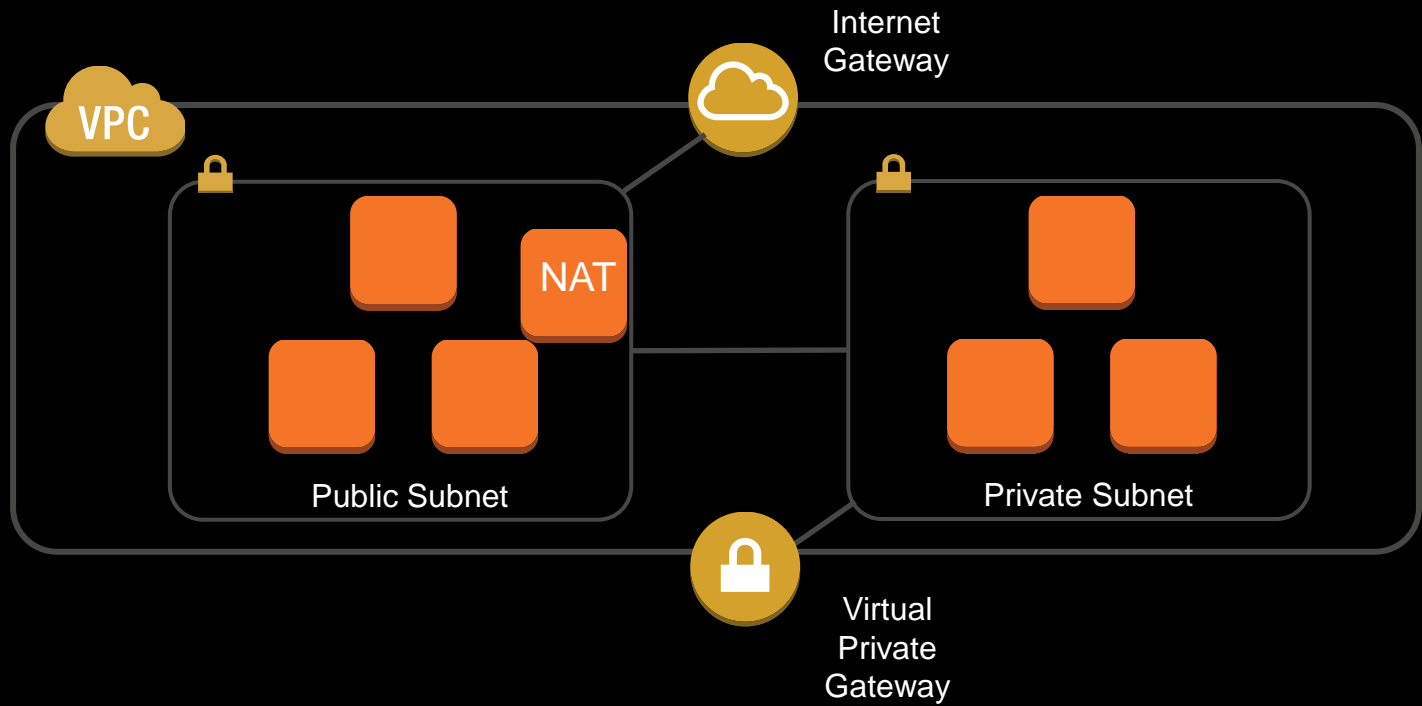 Internet
Gateway
VPC
NAT
Public Subnet
Private Subnet
Virtual
Private
Gateway